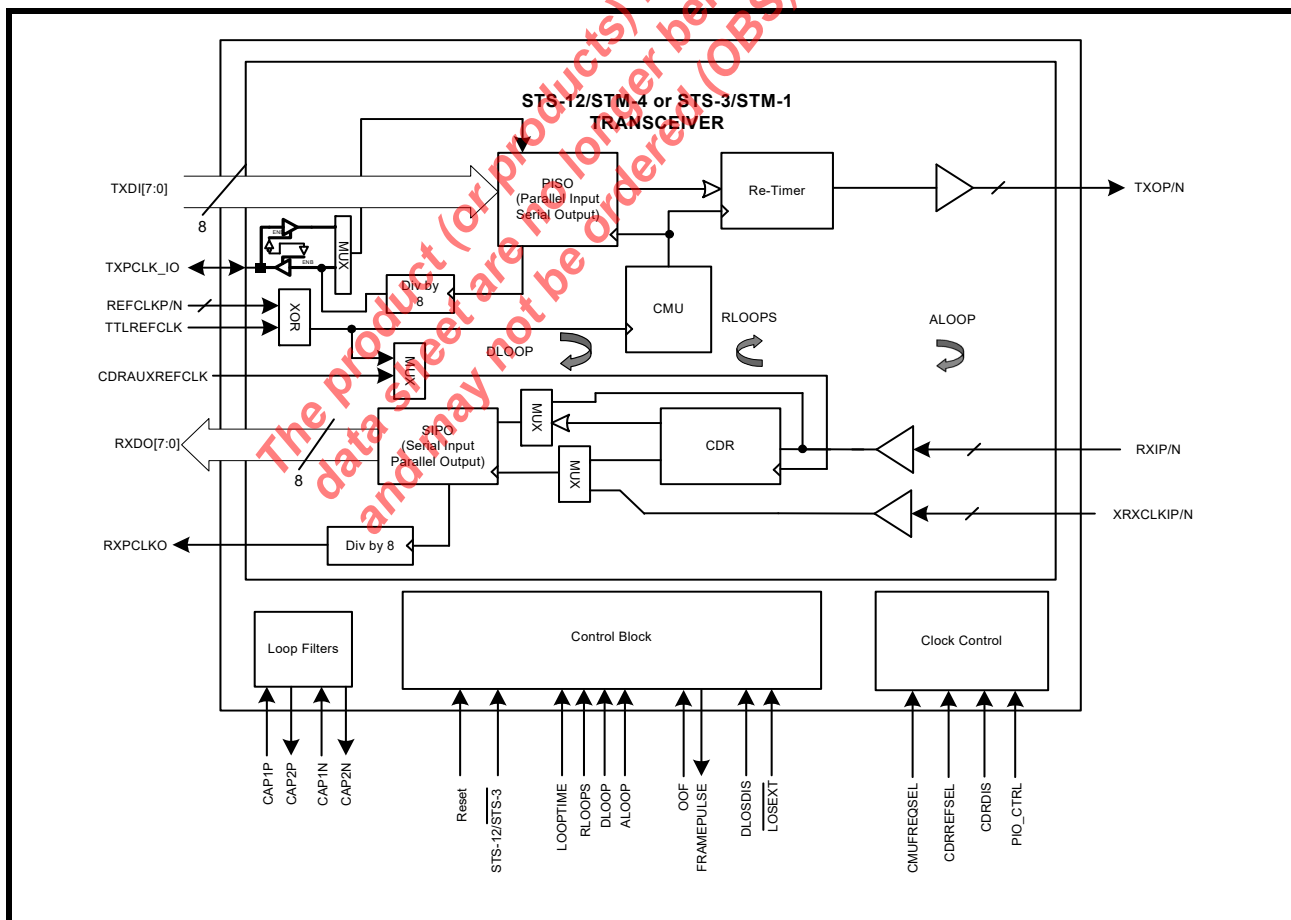 STS-12/STM-4 or STS-3/STM-1
TRANSCEIVER
TXDI[7:0]
8
PISO
(Parallel Input
Serial Output)
Re-Timer
TXOP/N
ENB
MUX
ENB
TXPCLK_IO
Div by
8
REFCLKP/N
XOR
CMU
TTLREFCLK
DLOOP
RLOOPS
ALOOP
MUX
CDRAUXREFCLK
MUX
RXDO[7:0]
8
SIPO
(Serial Input
Parallel Output)
CDR
RXIP/N
MUX
XRXCLKIP/N
RXPCLKO
Div by 8
Loop Filters
Control Block
Clock Control
CAP1P
CAP2P
CAP1N
CAP2N
Reset
STS-12/STS-3
LOOPTIME
RLOOPS
DLOOP
ALOOP
OOF
FRAMEPULSE
DLOSDIS
LOSEXT
CMUFREQSEL
CDRREFSEL
CDRDIS
PIO_CTRL
The product (or products)
data sheet are no longer
and may not be ordered (OBS)